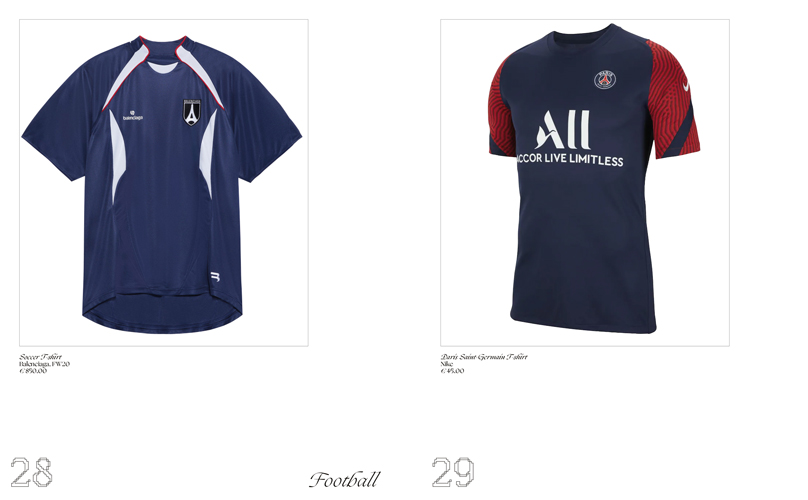 Balenciaga
PARIS
ALL
ACCOR LIVE LIMITLESS
Soccer T-shirt
Balenciaga, FW20
€ 850.00
Paris Saint-Germain T-shirt
Nike
€ 45.00
28
Football
29